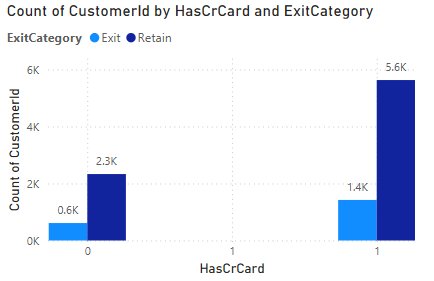 Count of CustomerId by HasCrCard and ExitCategory
ExitCategory Exit Retain
6K
4K
2K
0K
Count of CustomerId
0.6K
2.3K
1.4K
5.6K
0 1 1
HasCrCard